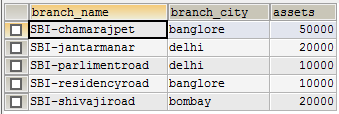 branch_name branch_city assets
SBI-chamarajpet banglore 50000
SBI-jantarmanar delhi 20000
SBI-parlimentroad delhi 10000
SBI-residencyroad banglore 10000
SBI-shivajiroad bombay 20000